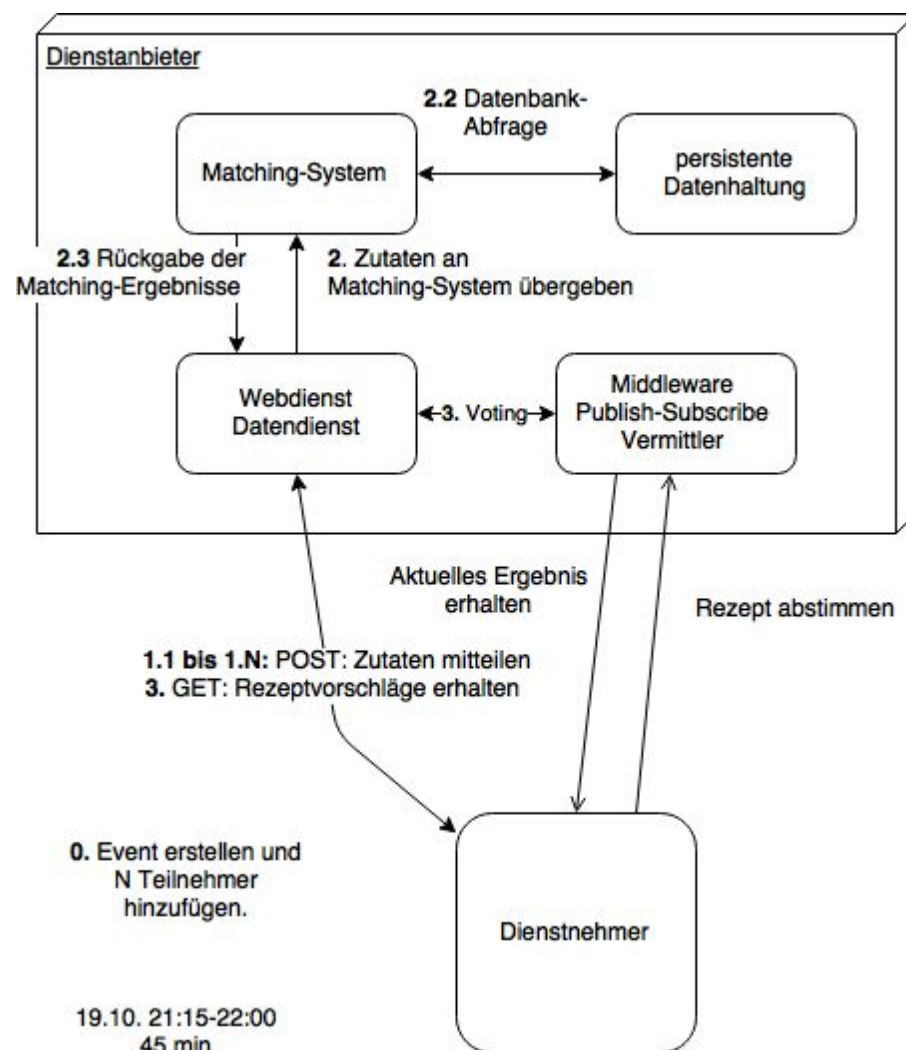 Dienstanbieter
2.2 Datenbank-
Abfrage
Matching-System
persistente
Datenhaltung
2.3 Rückgabe der
Matching-Ergebnisse
2. Zutaten an
Matching-System übergeben
Webdienst
Datendienst
3. Voting
Middleware
Publish-Subscribe
Vermittler
Aktuelles Ergebnis
erhalten
Rezept abstimmen
1.1 bis 1.N: POST: Zutaten mitteilen
3. GET: Rezeptvorschläge erhalten
0. Event erstellen und
N Teilnehmer
hinzufügen.
Dienstnehmer
19.10. 21:15-22:00
45 min